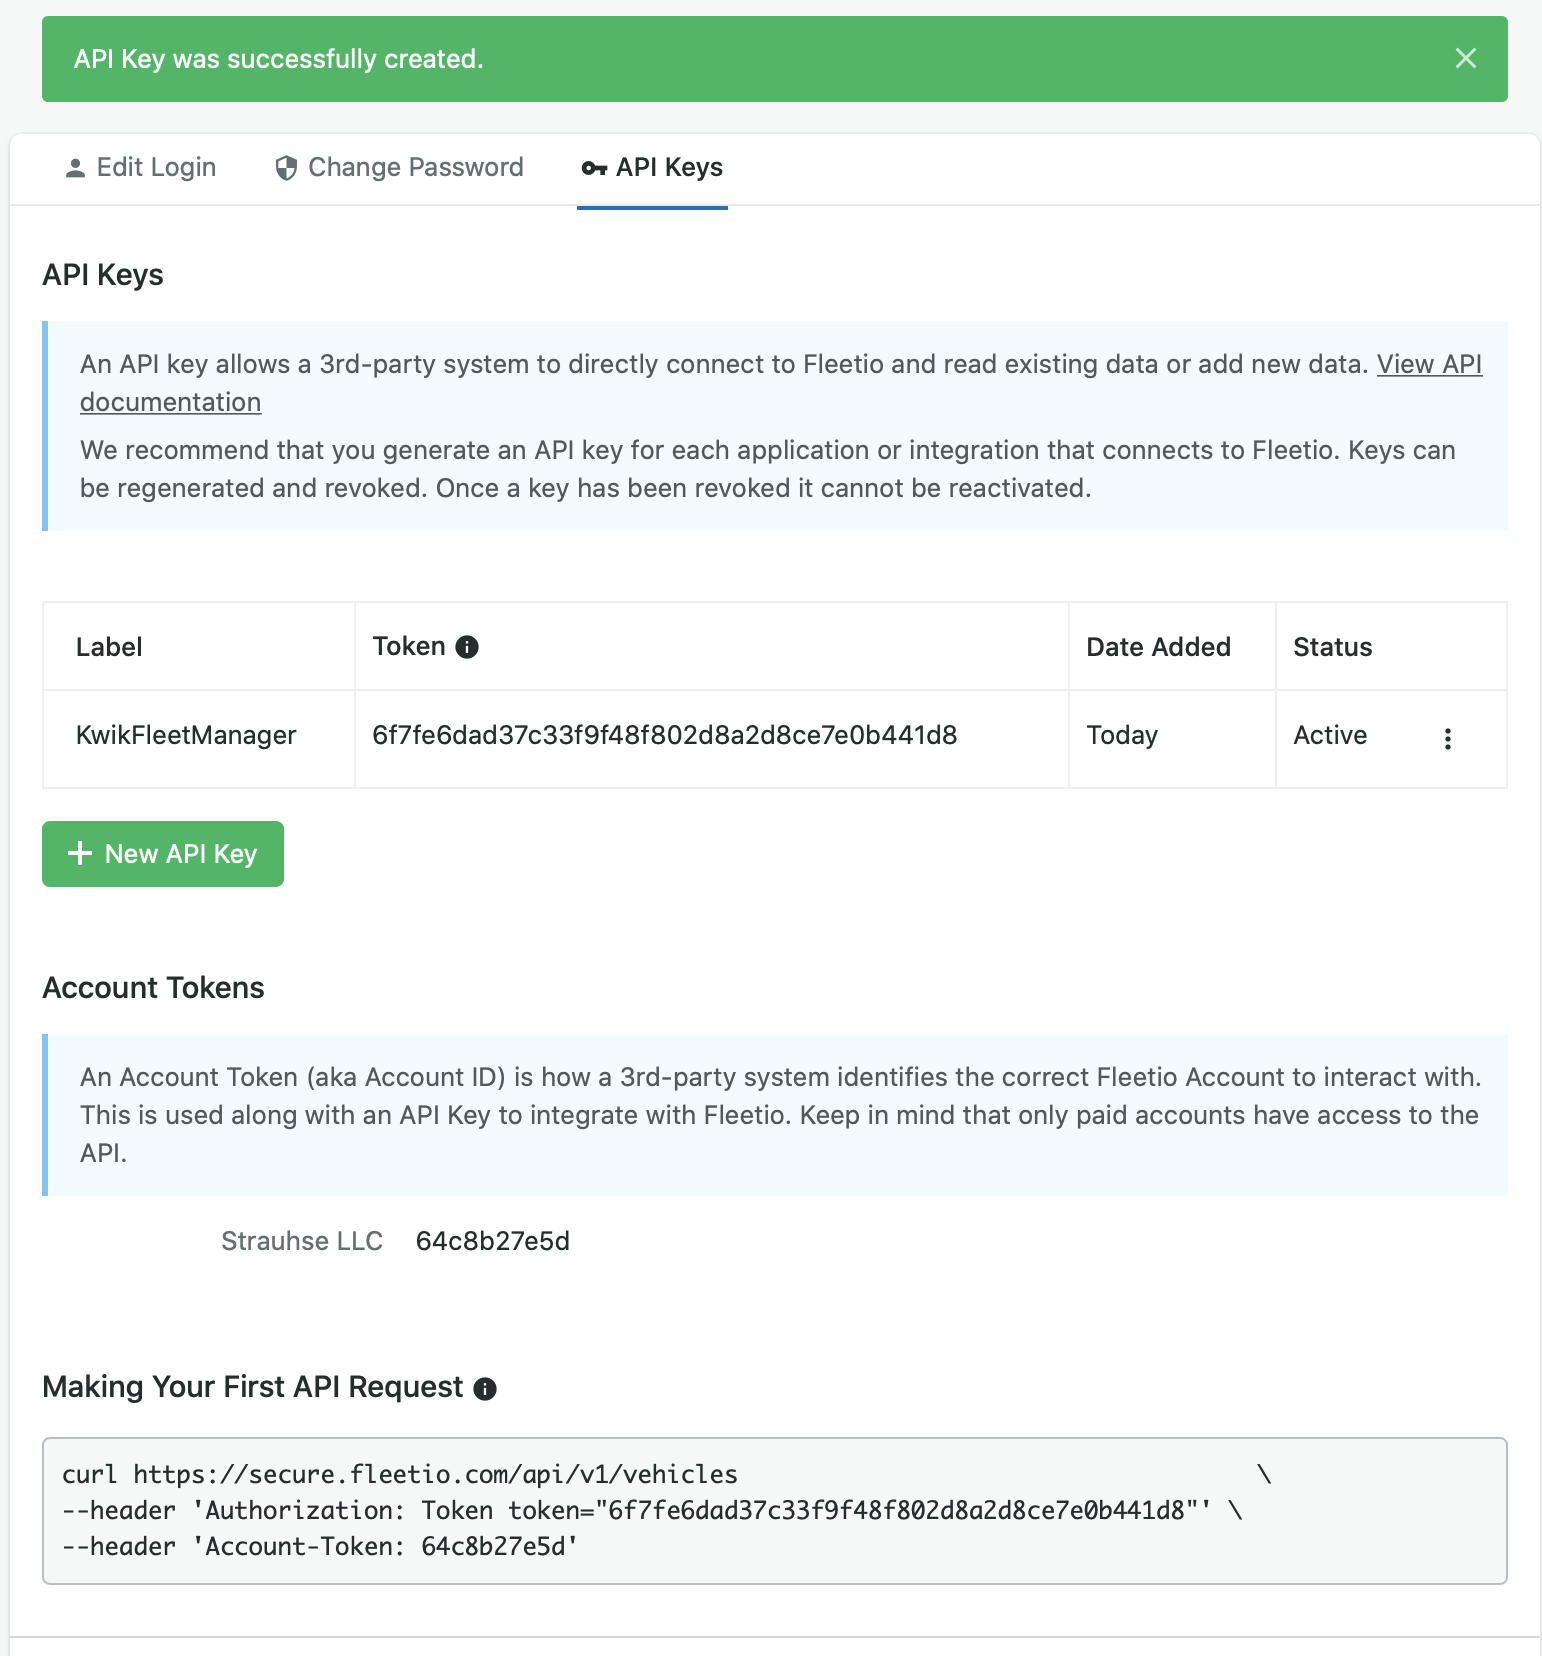 API Key was successfully created.
Edit Login Change Password API Keys
API Keys
An API key allows a 3rd-party system to directly connect to Fleetio and read existing data or add new data. View API
documentation
We recommend that you generate an API key for each application or integration that connects to Fleetio. Keys can
be regenerated and revoked. Once a key has been revoked it cannot be reactivated.
Label Token Date Added Status
KwikFleetManager 6f7fe6dad37c33f9f48f802d8a2d8ce7e0b441d8 Today Active
New API Key
Account Tokens
An Account Token (aka Account ID) is how a 3rd-party system identifies the correct Fleetio Account to interact with.
This is used along with an API Key to integrate with Fleetio. Keep in mind that only paid accounts have access to the
API.
Strauhse LLC 64c8b27e5d
Making Your First API Request
curl https://secure.fleetio.com/api/v1/vehicles \
--header 'Authorization: Token token="6f7fe6dad37c33f9f48f802d8a2d8ce7e0b441d8"' \
--header 'Account-Token: 64c8b27e5d'